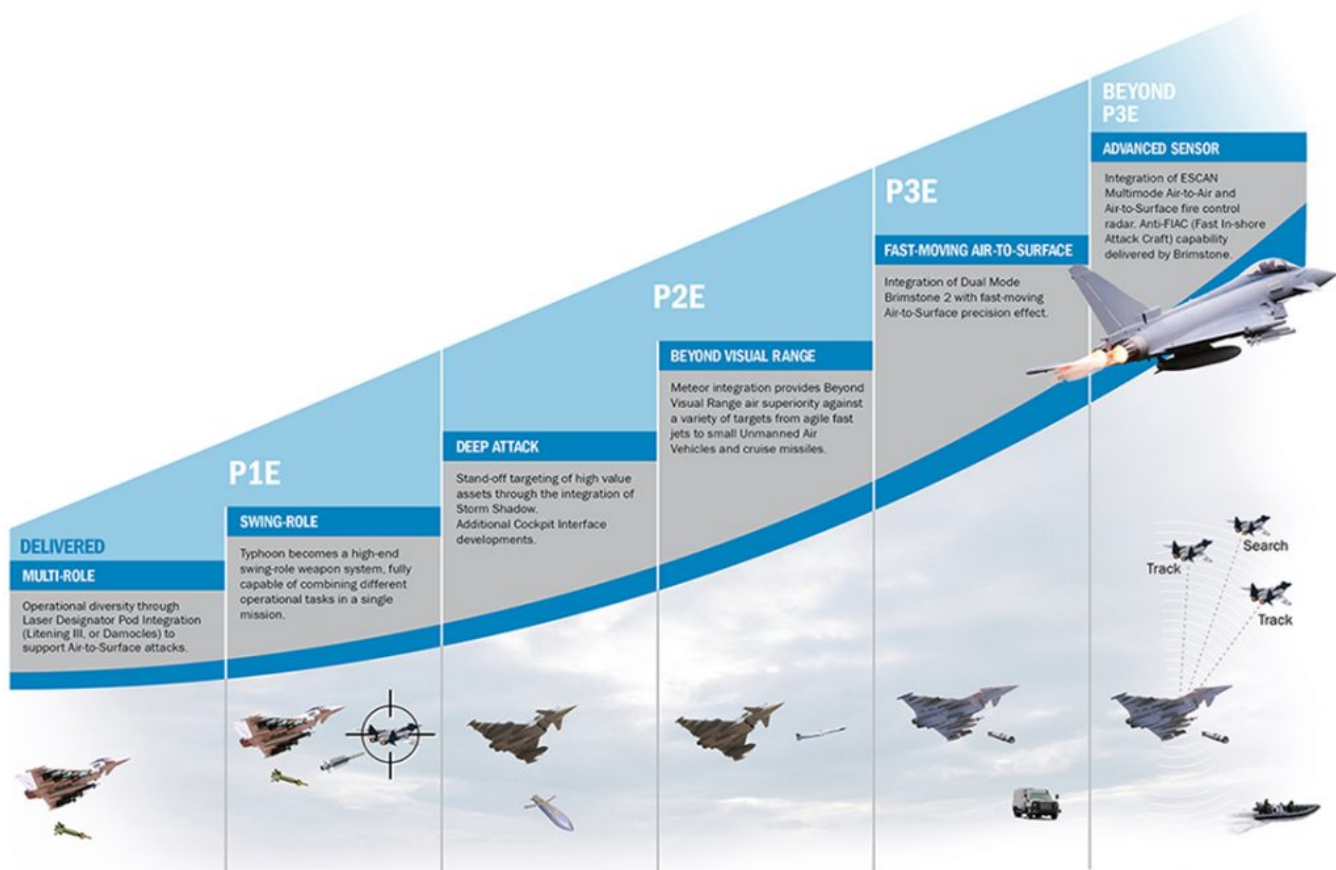 DELIVERED
MULTI-ROLE
Operational diversity through
Laser Designator Pod Integration
(Litening III, or Damocles) to
support Air-to-Surface attacks.
P1E
SWING-ROLE
Typhoon becomes a high-end
swing-role weapon system, fully
capable of combining different
operational tasks in a single
mission.
P2E
DEEP ATTACK
Stand-off targeting of high value
assets through the integration of
Storm Shadow.
Additional Cockpit Interface
developments.
BEYOND VISUAL RANGE
Meteor integration provides Beyond
Visual Range air superiority against
a variety of targets from agile fast
jets to small Unmanned Air
Vehicles and cruise missiles.
P3E
FAST-MOVING AIR-TO-SURFACE
Integration of Dual Mode
Brimstone 2 with fast-moving
Air-to-Surface precision effect.
BEYOND
P3E
ADVANCED SENSOR
Integration of ESCAN
Multimode Air-to-Air and
Air-to-Surface fire control
radar. Anti-FIAC (Fast In-shore
Attack Craft) capability
delivered by Brimstone.
Search
Track
Track